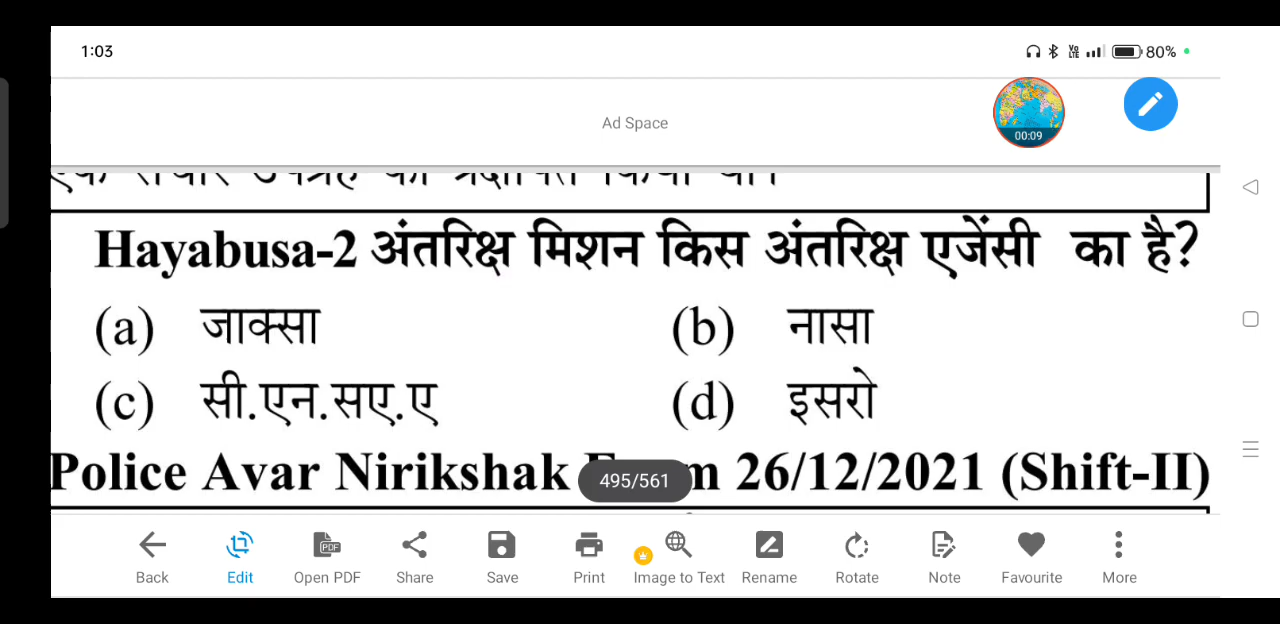 1:03
80%
Ad Space
00:09
Hayabusa-2 अंतरिक्ष मिशन किस अंतरिक्ष एजेंसी का है?
(a) जाक्सा (b) नासा
(c) सी.एन.सए.ए (d) इसरो
Police Avar Nirikshak 26/12/2021 (Shift-II)
495/561
PDF
Back Edit Open PDF Share Save Print Image to Text Rename Rotate Note Favourite More